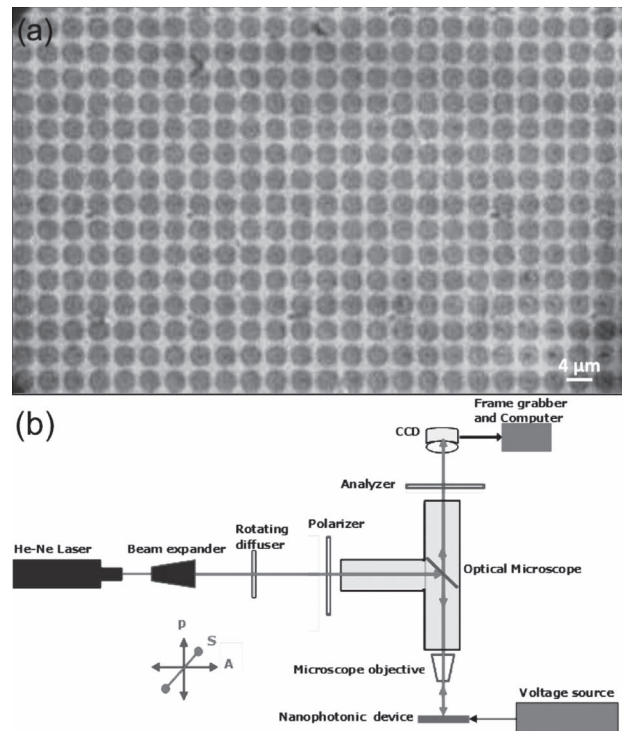 (a)
4 µm
(b)
Frame grabber
and Computer
CCD
Analyzer
Rotating
diffuser
Polarizer
He-Ne Laser
Beam expander
Optical Microscope
P
S
A
Microscope objective
Voltage source
Nanophotonic device